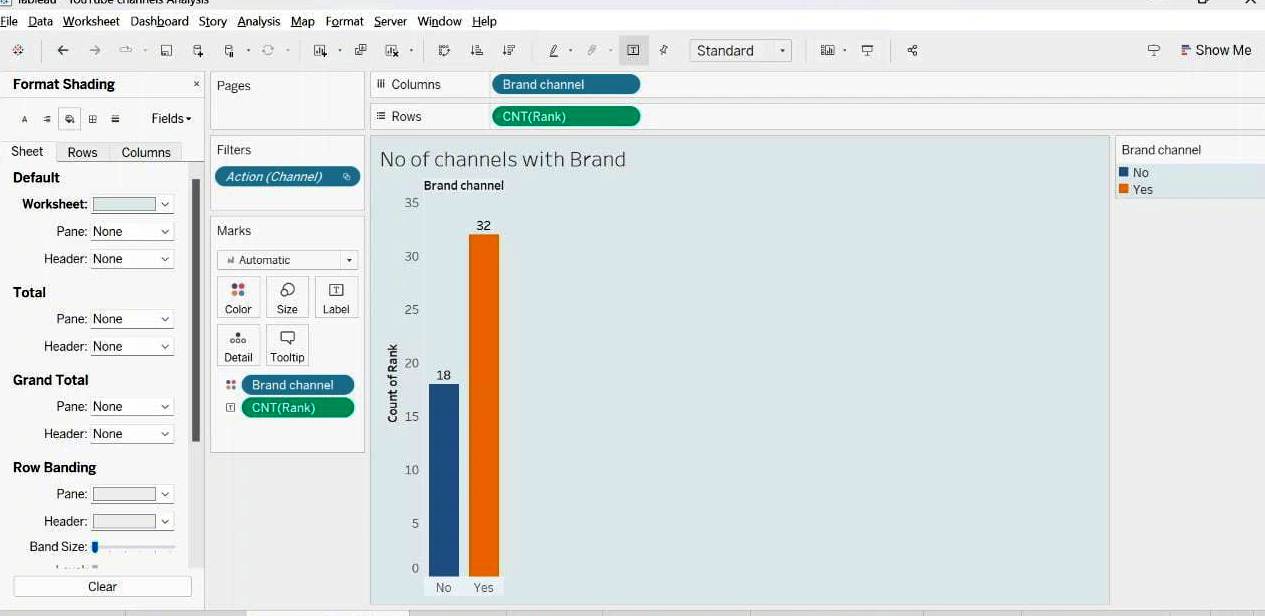 Tableau - YouTube channels Analysis
File Data Worksheet Dashboard Story Analysis Map Format Server Window Help
Standard
Show Me
Format Shading
Fields
Sheet Rows Columns
Default
Worksheet:
Pane: None
Header: None
Total
Pane: None
Header: None
Grand Total
Pane: None
Header: None
Row Banding
Pane:
Header:
Band Size:
Clear
Pages
Filters
Action (Channel)
Marks
Automatic
Color Size Label
Detail Tooltip
Brand channel
CNT(Rank)
Columns Brand channel
Rows CNT(Rank)
No of channels with Brand
Brand channel
35
30
25
20
15
10
5
0
Count of Rank
18
32
No Yes
Brand channel
No
Yes